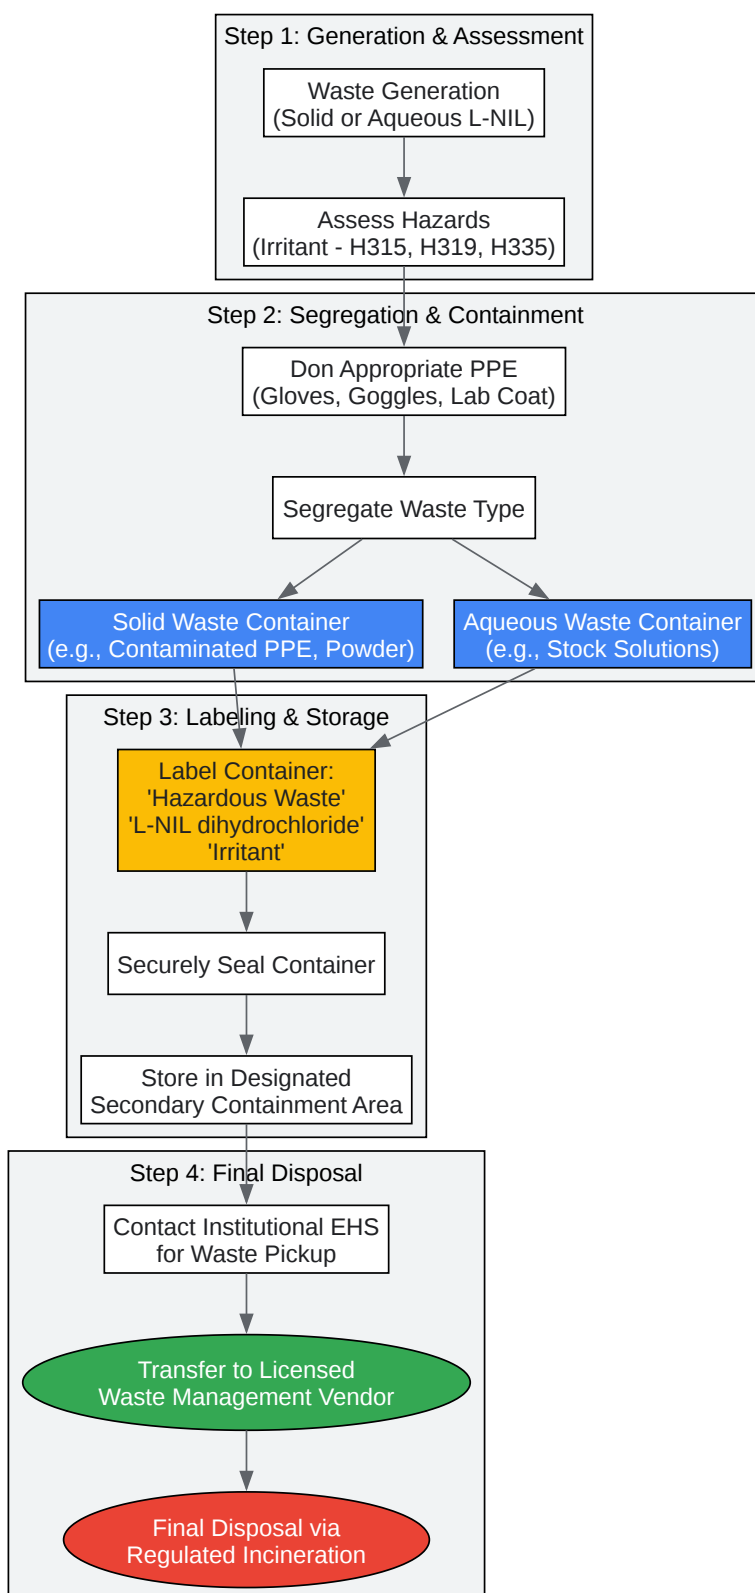 Step 1: Generation & Assessment
Waste Generation
(Solid or Aqueous L-NIL)
Assess Hazards
(Irritant - H315, H319, H335)
Step 2: Segregation & Containment
Don Appropriate PPE
(Gloves, Goggles, Lab Coat)
Segregate Waste Type
Solid Waste Container
(e.g., Contaminated PPE, Powder)
Aqueous Waste Container
(e.g., Stock Solutions)
Step 3: Labeling & Storage
Label Container:
'Hazardous Waste'
'L-NIL dihydrochloride'
'Irritant'
Securely Seal Container
Store in Designated
Secondary Containment Area
Step 4: Final Disposal
Contact Institutional EHS
for Waste Pickup
Transfer to Licensed
Waste Management Vendor
Final Disposal via
Regulated Incineration